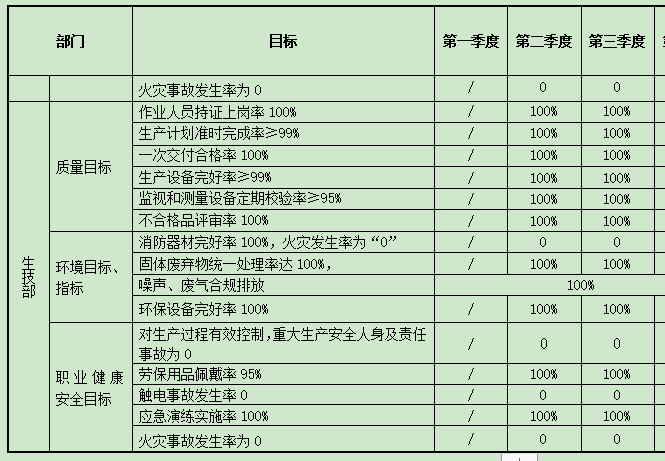 部门 目标 第一季度 第二季度 第三季度
火灾事故发生率为 0 / 0 0
生技部
质量目标
作业人员持证上岗率 100% / 100% 100%
生产计划准时完成率≥99% / 100% 100%
一次交付合格率 100% / 100% 100%
生产设备完好率≥99% / 100% 100%
监视和测量设备定期校验率≥95% / 100% 100%
不合格品评审率 100% / 100% 100%
环境目标、
指标
消防器材完好率 100%，火灾发生率为“0” / 0 0
固体废弃物统一处理率达 100%， / 100% 100%
噪声、废气合规排放 100%
环保设备完好率 100% / 100% 100%
职业健康
安全目标
对生产过程有效控制，重大生产安全人身及责任
事故为 0 / 0 0
劳保用品佩戴率 95% / 100% 100%
触电事故发生率 0 / 0 0
应急演练实施率 100% / 100% 100%
火灾事故发生率为 0 / 0 0